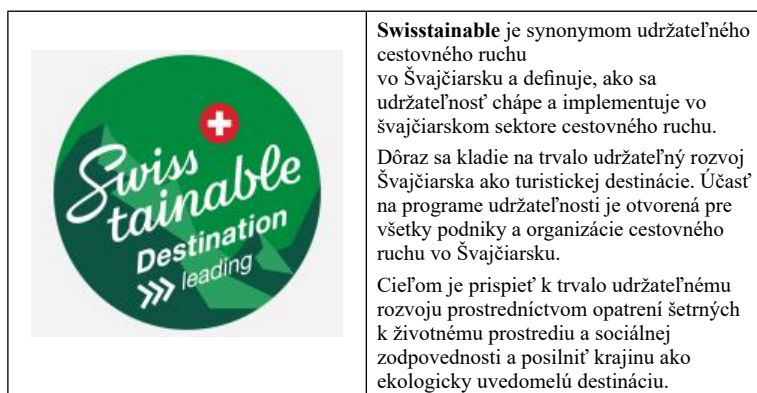 Swiss
tainable
Destination
>>> leading
Swisstainable je synonymom udržateľného
cestovného ruchu
vo Švajčiarsku a definuje, ako sa
udržateľnosť chápe a implementuje vo
švajčiarskom sektore cestovného ruchu.
Dôraz sa kladie na trvalo udržateľný rozvoj
Švajčiarska ako turistickej destinácie. Účasť
na programe udržateľnosti je otvorená pre
všetky podniky a organizácie cestovného
ruchu vo Švajčiarsku.
Cieľom je prispieť k trvalo udržateľnému
rozvoju prostredníctvom opatrení šetrných
k životnému prostrediu a sociálnej
zodpovednosti a posilniť krajinu ako
ekologicky uvedomelú destináciu.